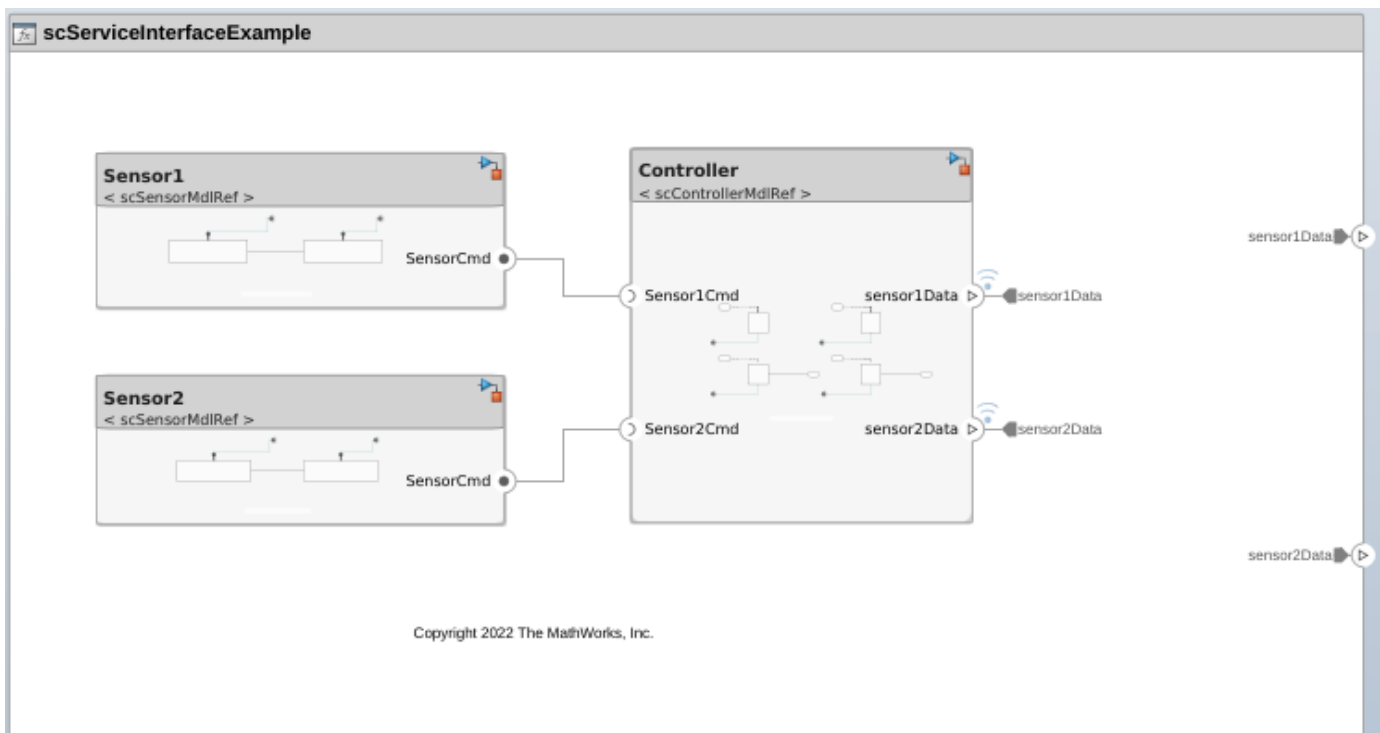 scServiceInterfaceExample
Sensor1
< scSensorMdlRef >
SensorCmd
Controller
< scControllerMdlRef >
Sensor1Cmd
sensor1Data
sensor1Data
Sensor2Cmd
sensor2Data
sensor2Data
sensor1Data
Sensor2
< scSensorMdlRef >
SensorCmd
sensor2Data
Copyright 2022 The MathWorks, Inc.